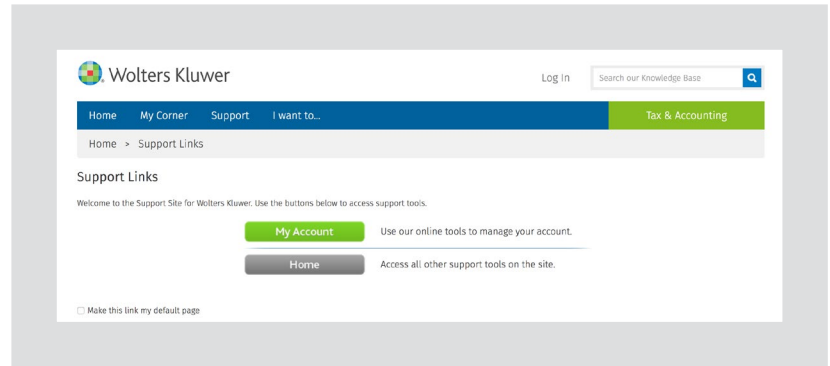 Wolters Kluwer
Log In
Search our Knowledge Base
Home My Corner Support I want to...
Tax & Accounting
Home > Support Links
Support Links
Welcome to the Support Site for Wolters Kluwer. Use the buttons below to access support tools.
My Account Use our online tools to manage your account.
Home Access all other support tools on the site.
Make this link my default page